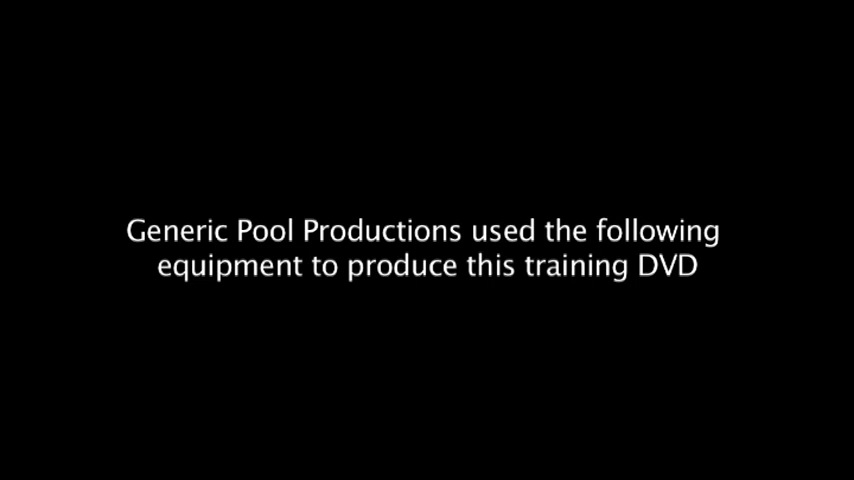 Generic Pool Productions used the following
equipment to produce this training DVD